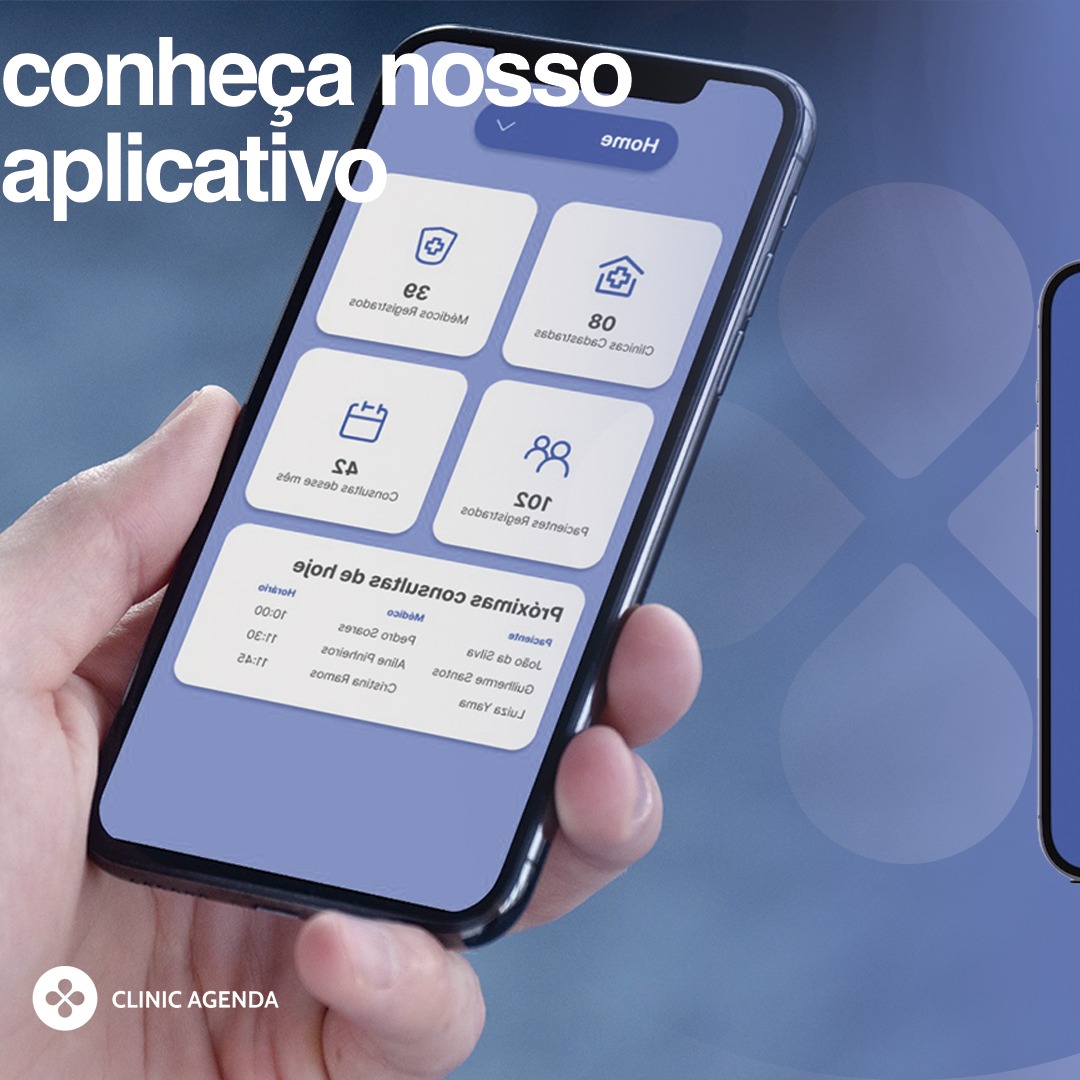 conheça nosso
aplicativo
Home
08
Clínicas Cadastradas
39
Médicos Registrados
102
Pacientes Registrados
42
Consultas desse mês
Próximas consultas de hoje
Paciente Médico Horário
João da Silva Pedro Soares 10:00
Guilherme Santos Aline Pinheiros 11:30
Luiza Yama Cristina Ramos 11:45
CLINIC AGENDA